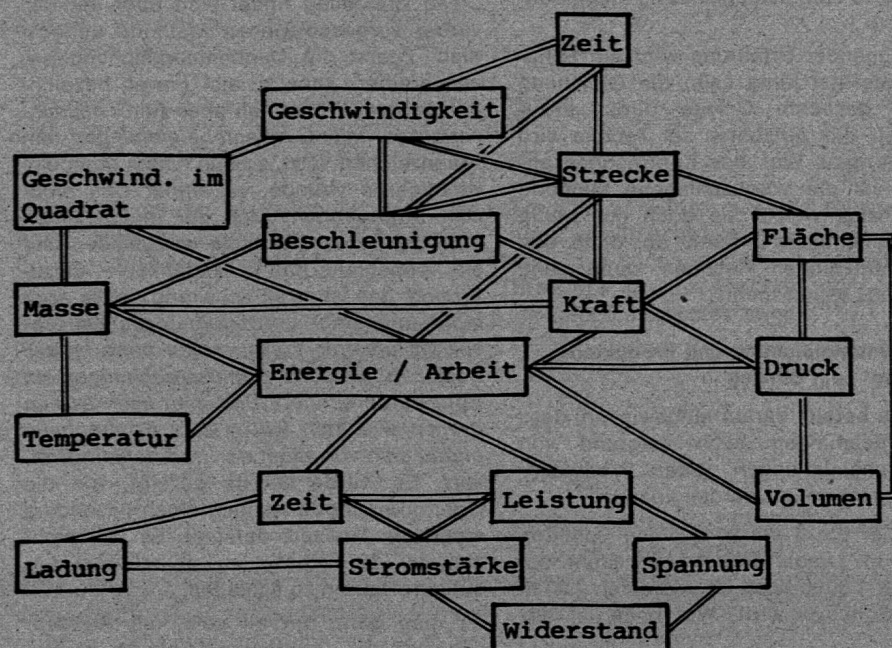 Zeit
Geschwindigkeit
Strecke
Geschwind. im
Quadrat
Beschleunigung
Fläche
Masse
Kraft
Energie / Arbeit
Druck
Temperatur
Zeit
Leistung
Volumen
Ladung
Stromstärke
Spannung
Widerstand